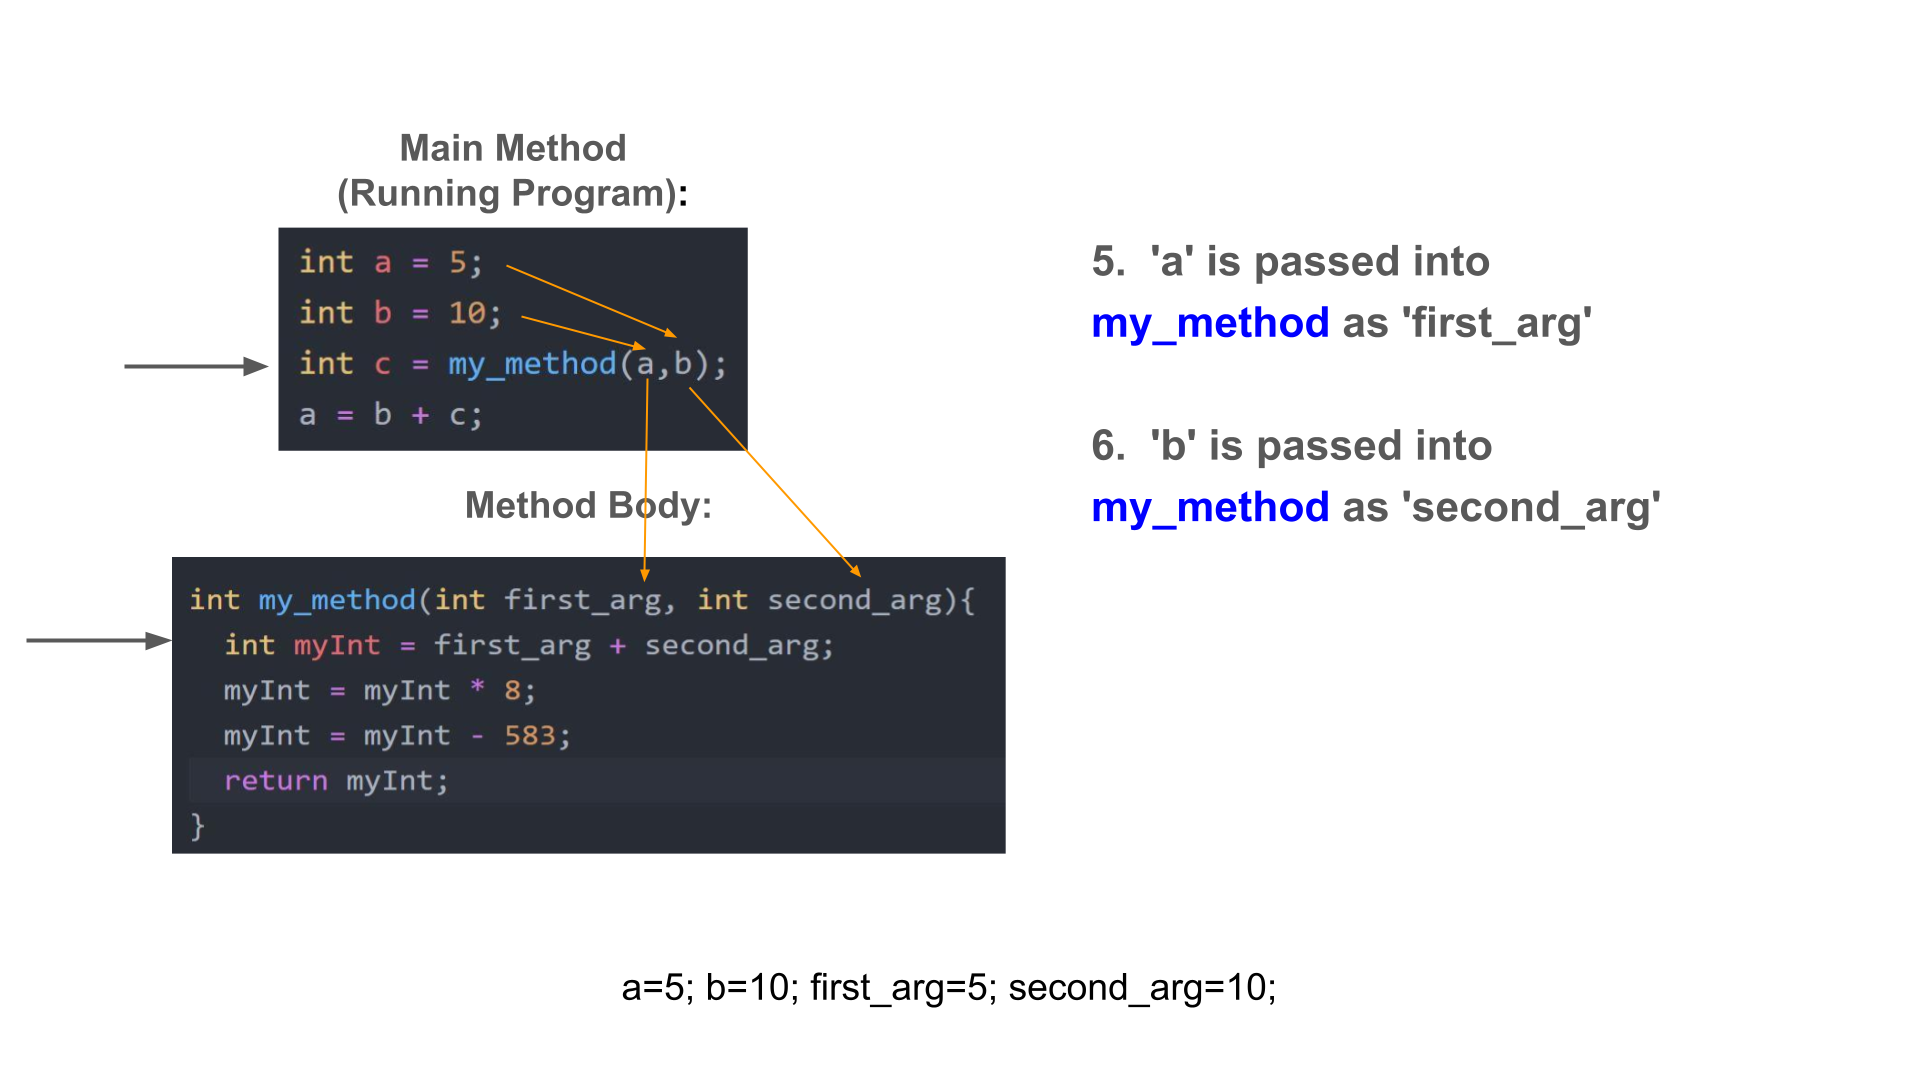 Main Method
(Running Program):
int a = 5;
int b = 10;
int c = my_method(a,b);
a = b + c;
Method Body:
int my_method(int first_arg, int second_arg){
int myInt = first_arg + second_arg;
myInt = myInt * 8;
myInt = myInt - 583;
return myInt;
}
5. 'a' is passed into
my_method as 'first_arg'
6. 'b' is passed into
my_method as 'second_arg'
a=5; b=10; first_arg=5; second_arg=10;